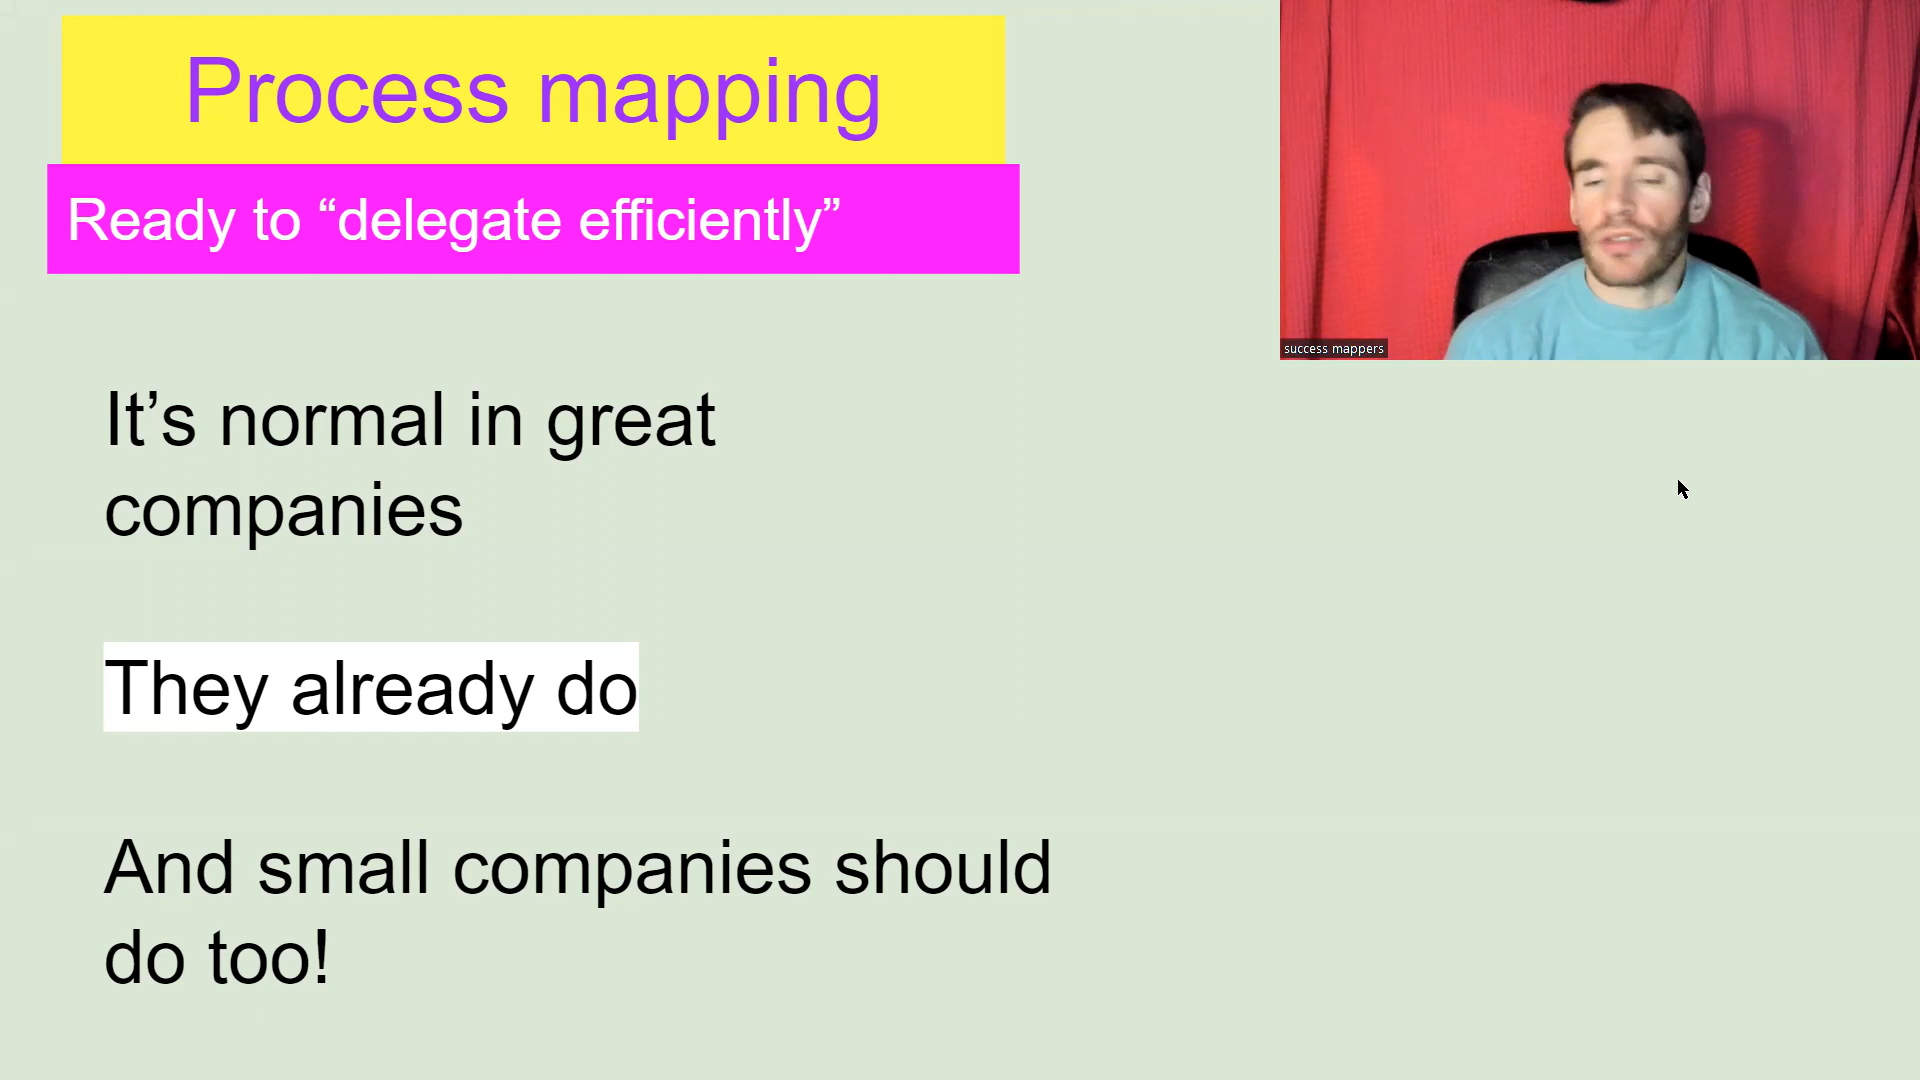 Process mapping
Ready to “delegate efficiently”
success mappers
It’s normal in great
companies
They already do
And small companies should
do too!